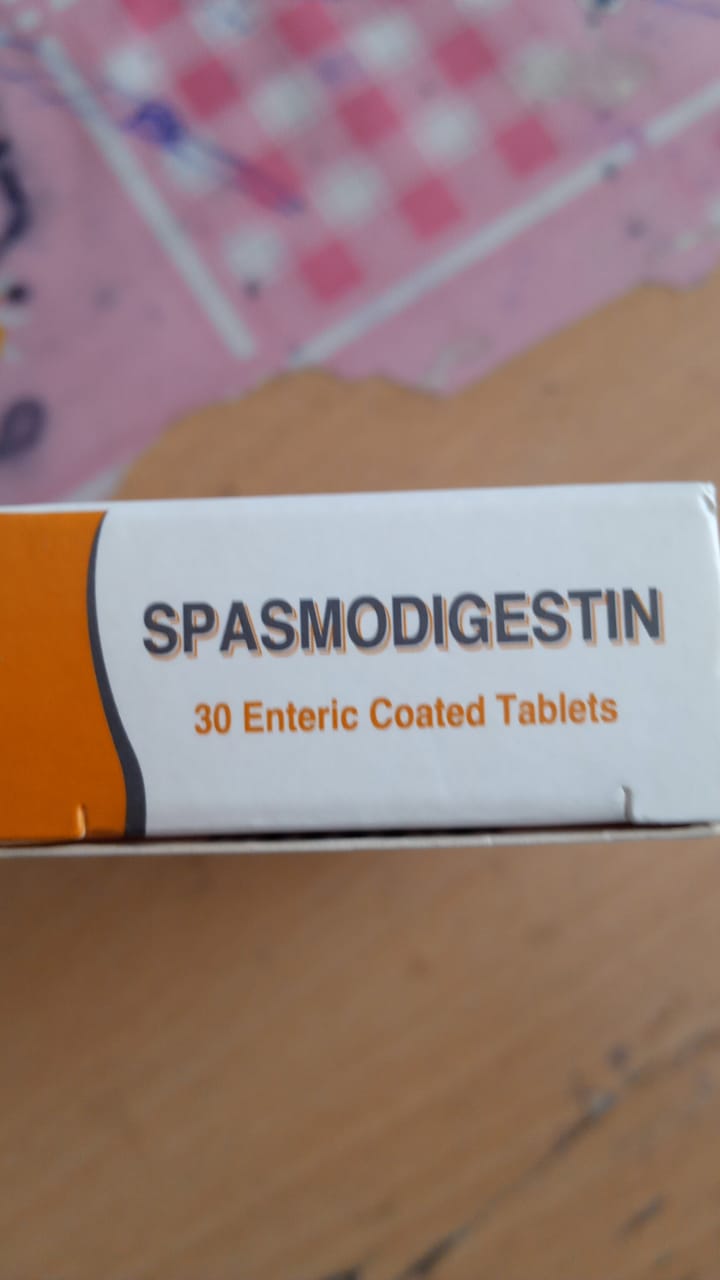 SPASMODIGESTIN
30 Enteric Coated Tablets